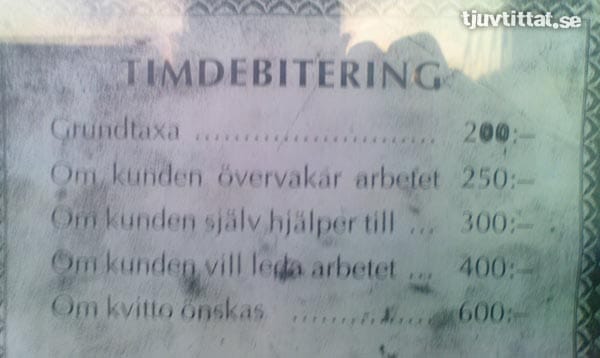 tjuvtittat.se
TIMDEBITERING
Grundtaxa ........................ 200:–
Om kunden övervakar arbetet 250:–
Om kunden själv hjälper till ... 300:–
Om kunden vill leda arbetet ... 400:–
Om kvitto önskas .............. 600:–